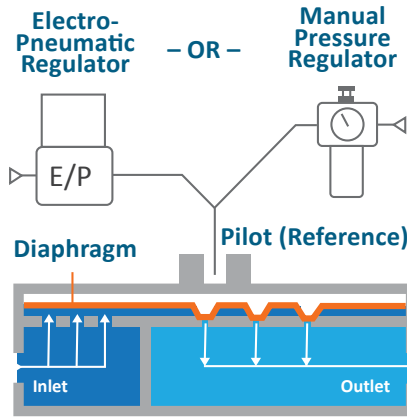 Electro-
Pneumatic
Regulator
– OR –
Manual
Pressure
Regulator
E/P
Pilot (Reference)
Diaphragm
Inlet
Outlet